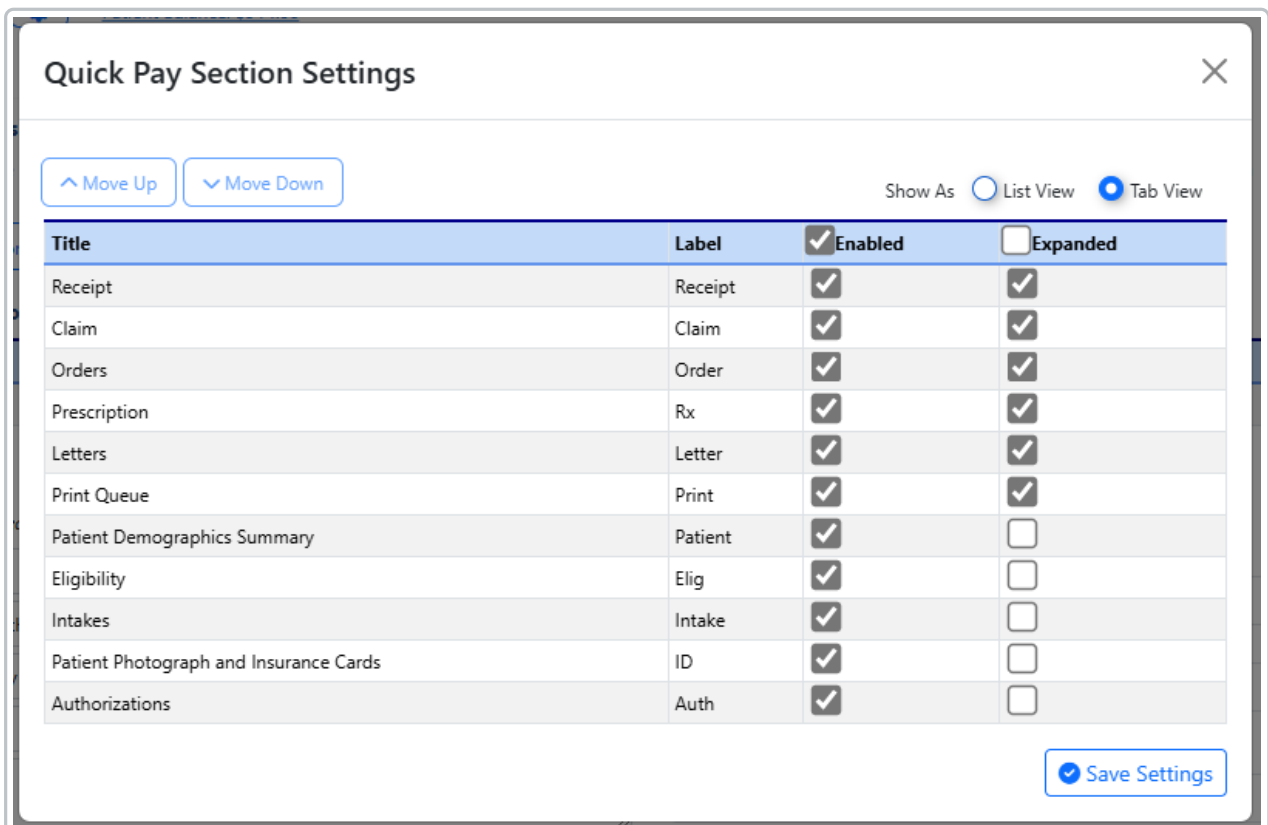 Quick Pay Section Settings
Move Up Move Down Show As List View Tab View
Title Label Enabled Expanded
Receipt Receipt
Claim Claim
Orders Order
Prescription Rx
Letters Letter
Print Queue Print
Patient Demographics Summary Patient
Eligibility Elig
Intakes Intake
Patient Photograph and Insurance Cards ID
Authorizations Auth
Save Settings